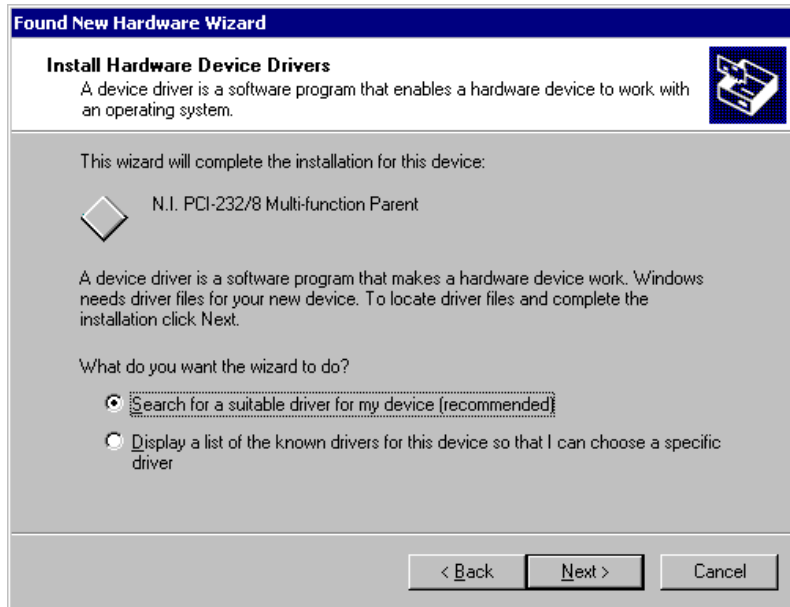 Found New Hardware Wizard
Install Hardware Device Drivers
A device driver is a software program that enables a hardware device to work with
an operating system.
This wizard will complete the installation for this device:
N.I. PCI-232/8 Multi-function Parent
A device driver is a software program that makes a hardware device work. Windows
needs driver files for your new device. To locate driver files and complete the
installation click Next.
What do you want the wizard to do?
Search for a suitable driver for my device (recommended)
Display a list of the known drivers for this device so that I can choose a specific
driver
< Back Next > Cancel